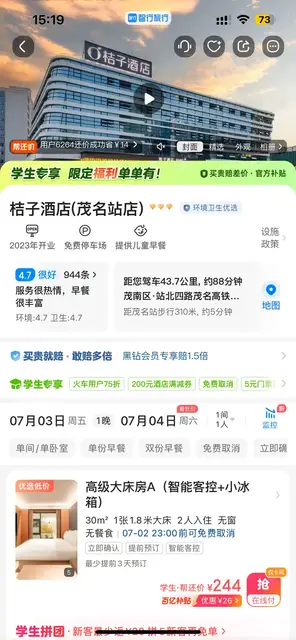 15:19
73
智行旅行
桔子酒店
帮还价 用户6264还价成功省¥14
封面 精选 外观 相册
学生专享 限定福利单单有!
买贵赔差价·官方补贴
桔子酒店(茂名站店)
环境卫生优选
2023年开业 免费停车场 提供儿童早餐
设施
政策
4.7 很好 944条
服务很热情,早餐
很丰富
环境:4.7 卫生:4.7
距您驾车43.7公里, 约88分钟
茂南区·站北四路茂名高铁...
距茂名站步行310米, 约5分钟
地图
买贵就赔·敢赔多倍 黑钻会员专享赔1.5倍
学生专享 火车用户75折 200元酒店满减券 免费取消 5元门票
07月03日 周五 1晚 07月04日 周六
1间
1人
监控
单间/单卧室 单份早餐 双份早餐 免费取消 立即确
优选低价
高级大床房A(智能客控+小冰
箱)
30m² 1张1.8米大床 2人入住 无窗
无餐食 07-02 23:00前可免费取消
立即确认 提前预订 智能客控
最少提前3天预订
5
学生·帮还价 ¥244
百亿补贴 优惠¥26
抢
在线付
学生拼团